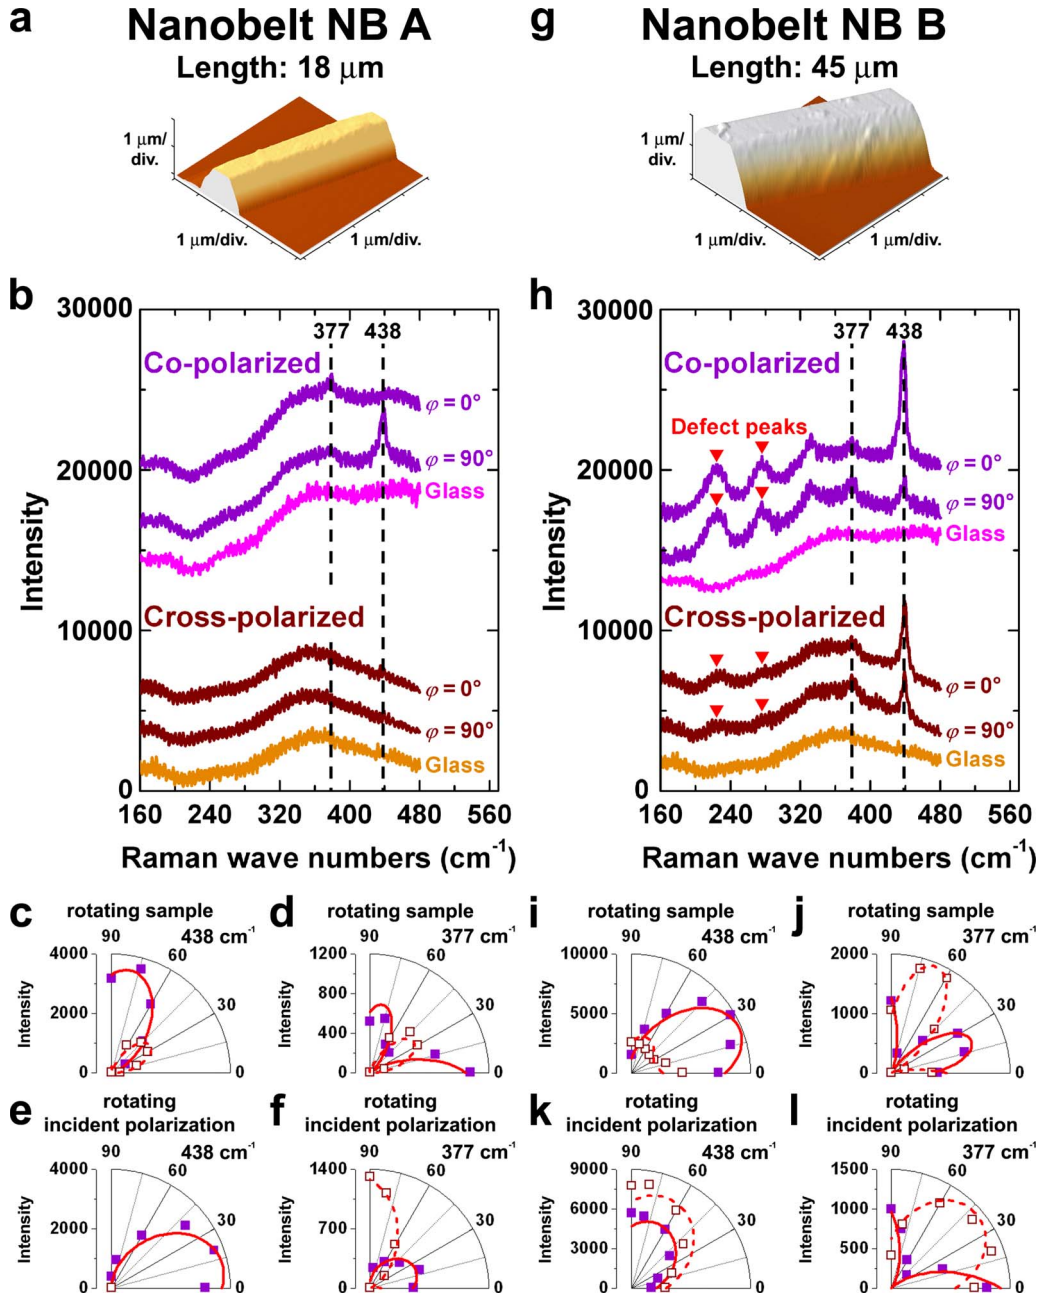 a
Nanobelt NB A
Length: 18 μm
1 μm/
div.
1 μm/div.
1 μm/div.
g
Nanobelt NB B
Length: 45 μm
1 μm/
div.
1 μm/div.
1 μm/div.
b
30000
20000
10000
0
Intensity
377
438
Co-polarized
φ = 0°
φ = 90°
Glass
Cross-polarized
φ = 0°
φ = 90°
Glass
160 240 320 400 480 560
Raman wave numbers (cm-1)
h
30000
20000
10000
0
Intensity
377
438
Co-polarized
Defect peaks
φ = 0°
φ = 90°
Glass
Cross-polarized
φ = 0°
φ = 90°
Glass
160 240 320 400 480 560
Raman wave numbers (cm-1)
c
rotating sample
438 cm-1
90
60
30
0
4000
2000
0
Intensity
d
rotating sample
377 cm-1
90
60
30
0
1200
800
400
0
Intensity
i
rotating sample
438 cm-1
90
60
30
0
10000
5000
0
Intensity
j
rotating sample
377 cm-1
90
60
30
0
2000
1000
0
Intensity
e
rotating
incident polarization
438 cm-1
90
60
30
0
4000
2000
0
Intensity
f
rotating
incident polarization
377 cm-1
90
60
30
0
1400
700
0
Intensity
k
rotating
incident polarization
438 cm-1
90
60
30
0
9000
6000
3000
0
Intensity
l
rotating
incident polarization
377 cm-1
90
60
30
0
1500
1000
500
0
Intensity